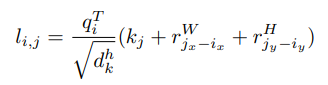 $l_{i,j} = \frac{q_i^T}{\sqrt{d_k^h}}(k_j + r_{j_x-i_x}^W + r_{j_y-i_y}^H)$